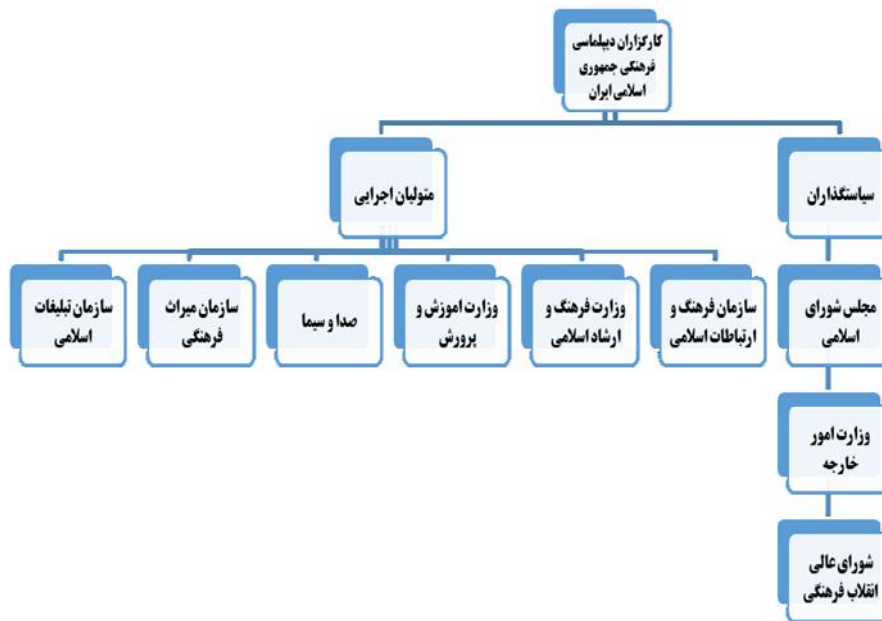 کارگزاران دیپلماسی
فرهنگی جمهوری
اسلامی ایران
سیاستگذاران
متولیان اجرایی
مجلس شورای
اسلامی
سازمان فرهنگ و
ارتباطات اسلامی
وزارت فرهنگ و
ارشاد اسلامی
وزارت اموزش و
پرورش
صدا و سیما
سازمان میراث
فرهنگی
سازمان تبلیغات
اسلامی
وزارت امور
خارجه
شورای عالی
انقلاب فرهنگی